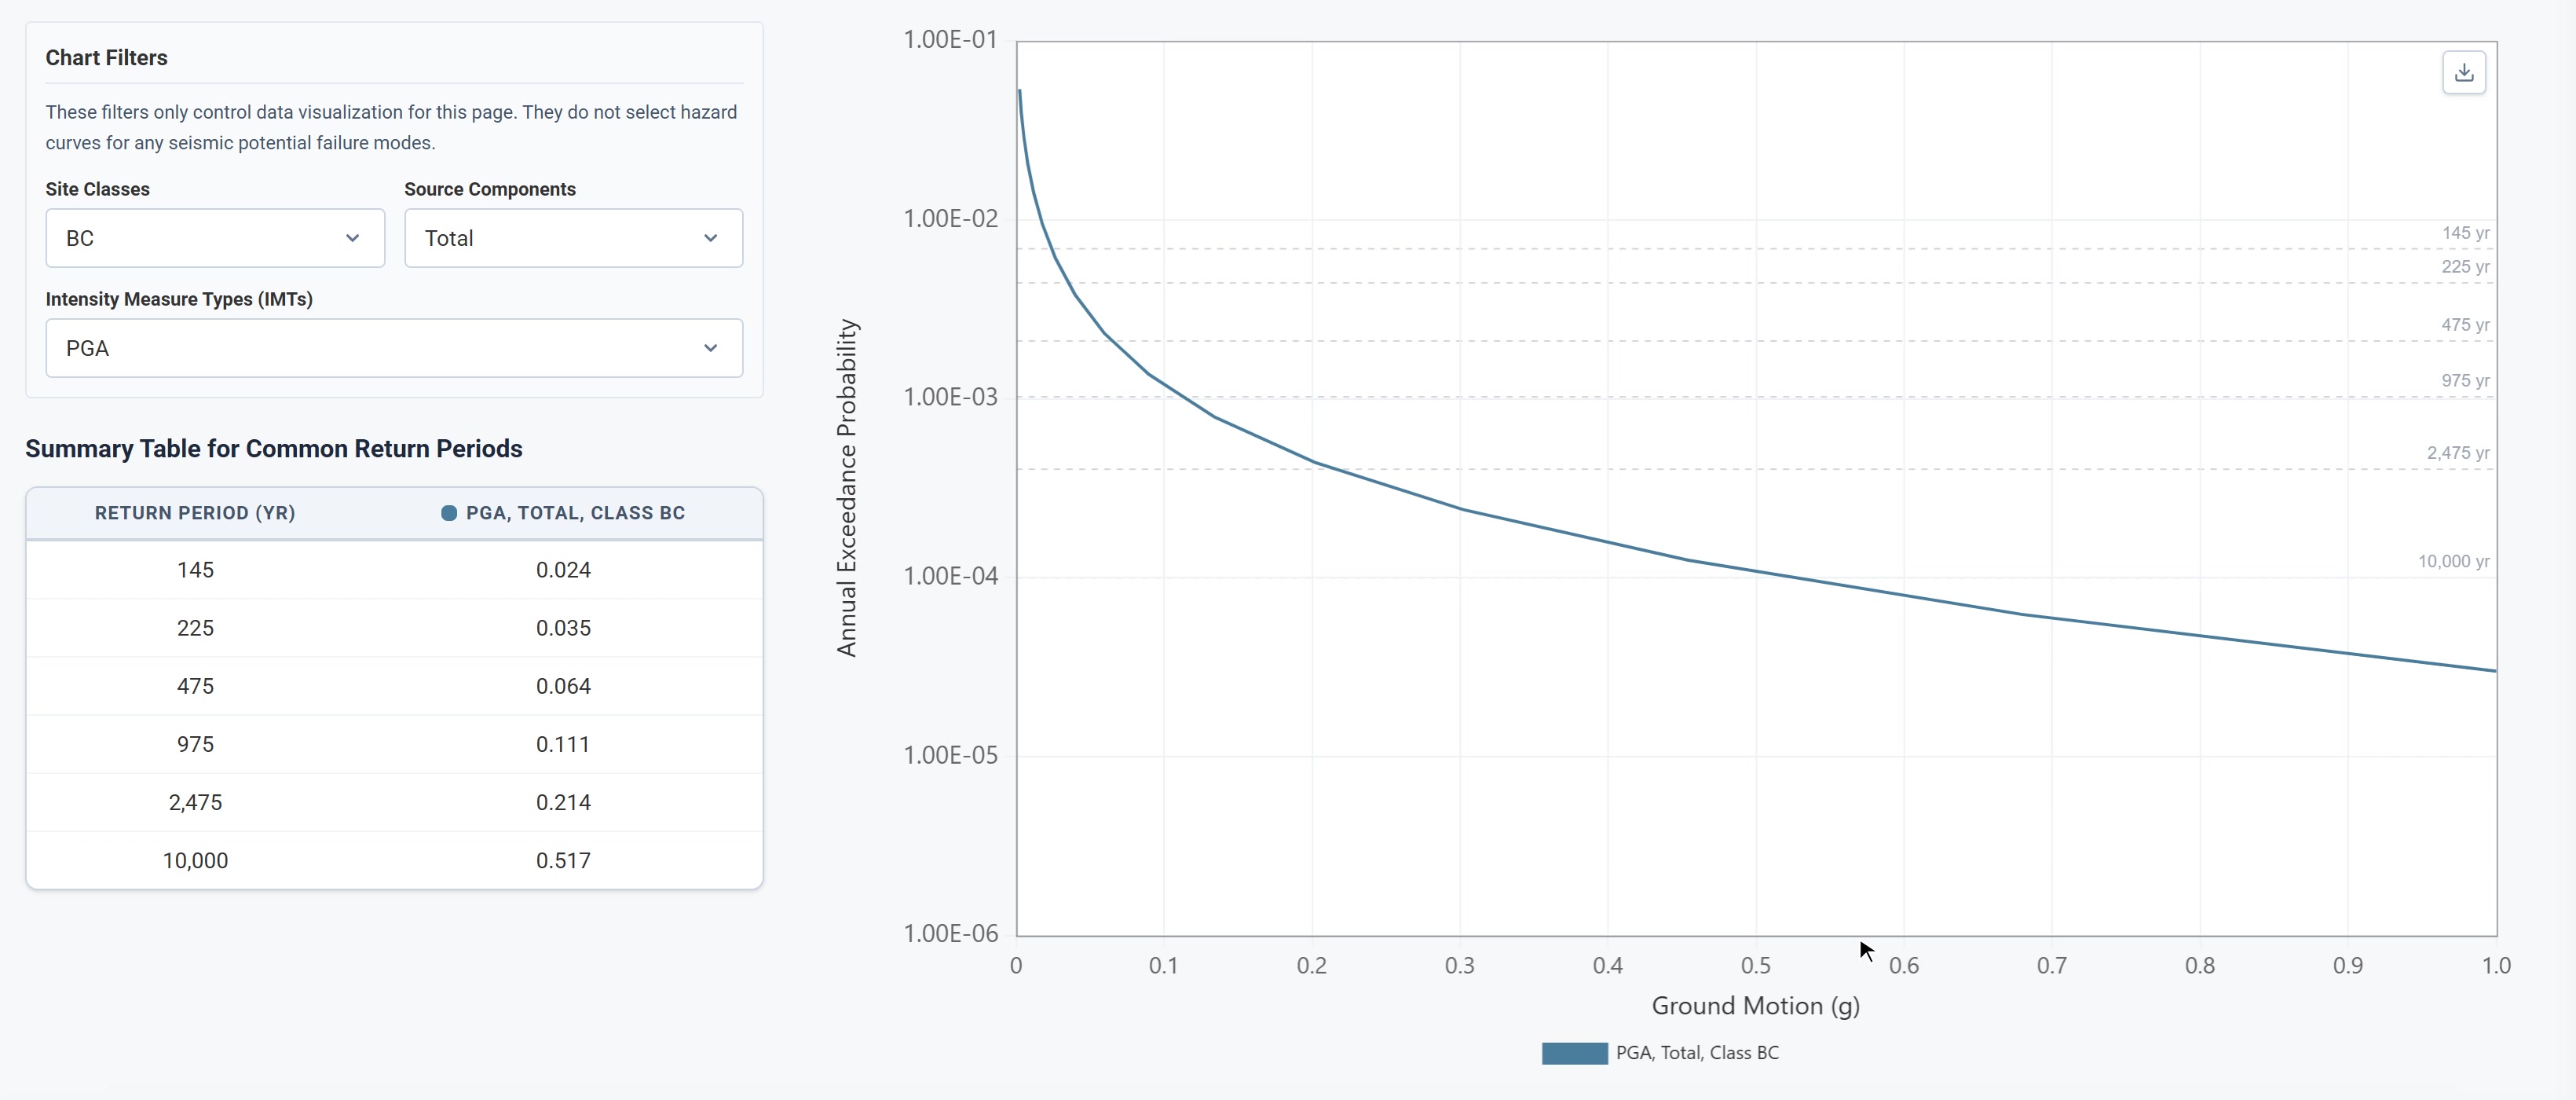 Chart Filters
These filters only control data visualization for this page. They do not select hazard
curves for any seismic potential failure modes.
Site Classes
Source Components
BC
Total
Intensity Measure Types (IMTs)
PGA
Summary Table for Common Return Periods
RETURN PERIOD (YR) PGA, TOTAL, CLASS BC
145 0.024
225 0.035
475 0.064
975 0.111
2,475 0.214
10,000 0.517
Annual Exceedance Probability
1.00E-01
1.00E-02
1.00E-03
1.00E-04
1.00E-05
1.00E-06
145 yr
225 yr
475 yr
975 yr
2,475 yr
10,000 yr
0 0.1 0.2 0.3 0.4 0.5 0.6 0.7 0.8 0.9 1.0
Ground Motion (g)
PGA, Total, Class BC